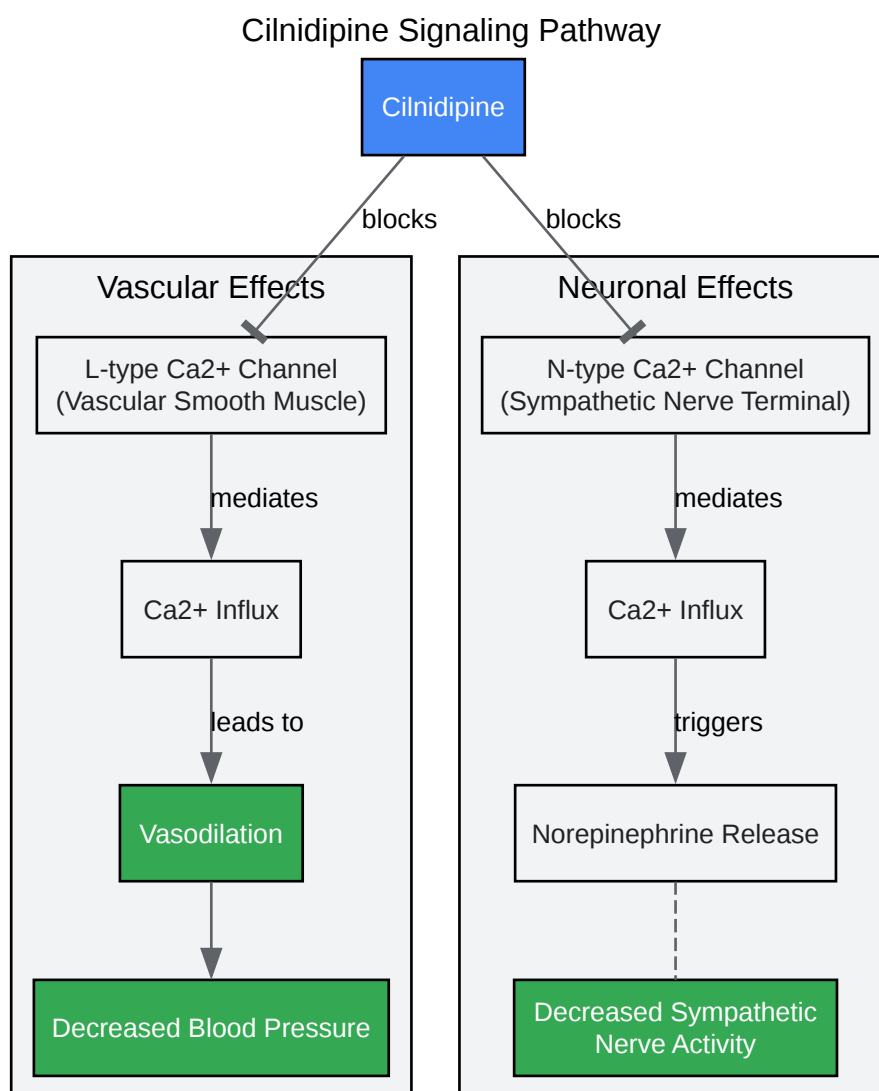 Cilnidipine Signaling Pathway
Cilnidipine
blocks
blocks
Vascular Effects
L-type Ca2+ Channel
(Vascular Smooth Muscle)
mediates
Ca2+ Influx
leads to
Vasodilation
Decreased Blood Pressure
Neuronal Effects
N-type Ca2+ Channel
(Sympathetic Nerve Terminal)
mediates
Ca2+ Influx
triggers
Norepinephrine Release
Decreased Sympathetic
Nerve Activity